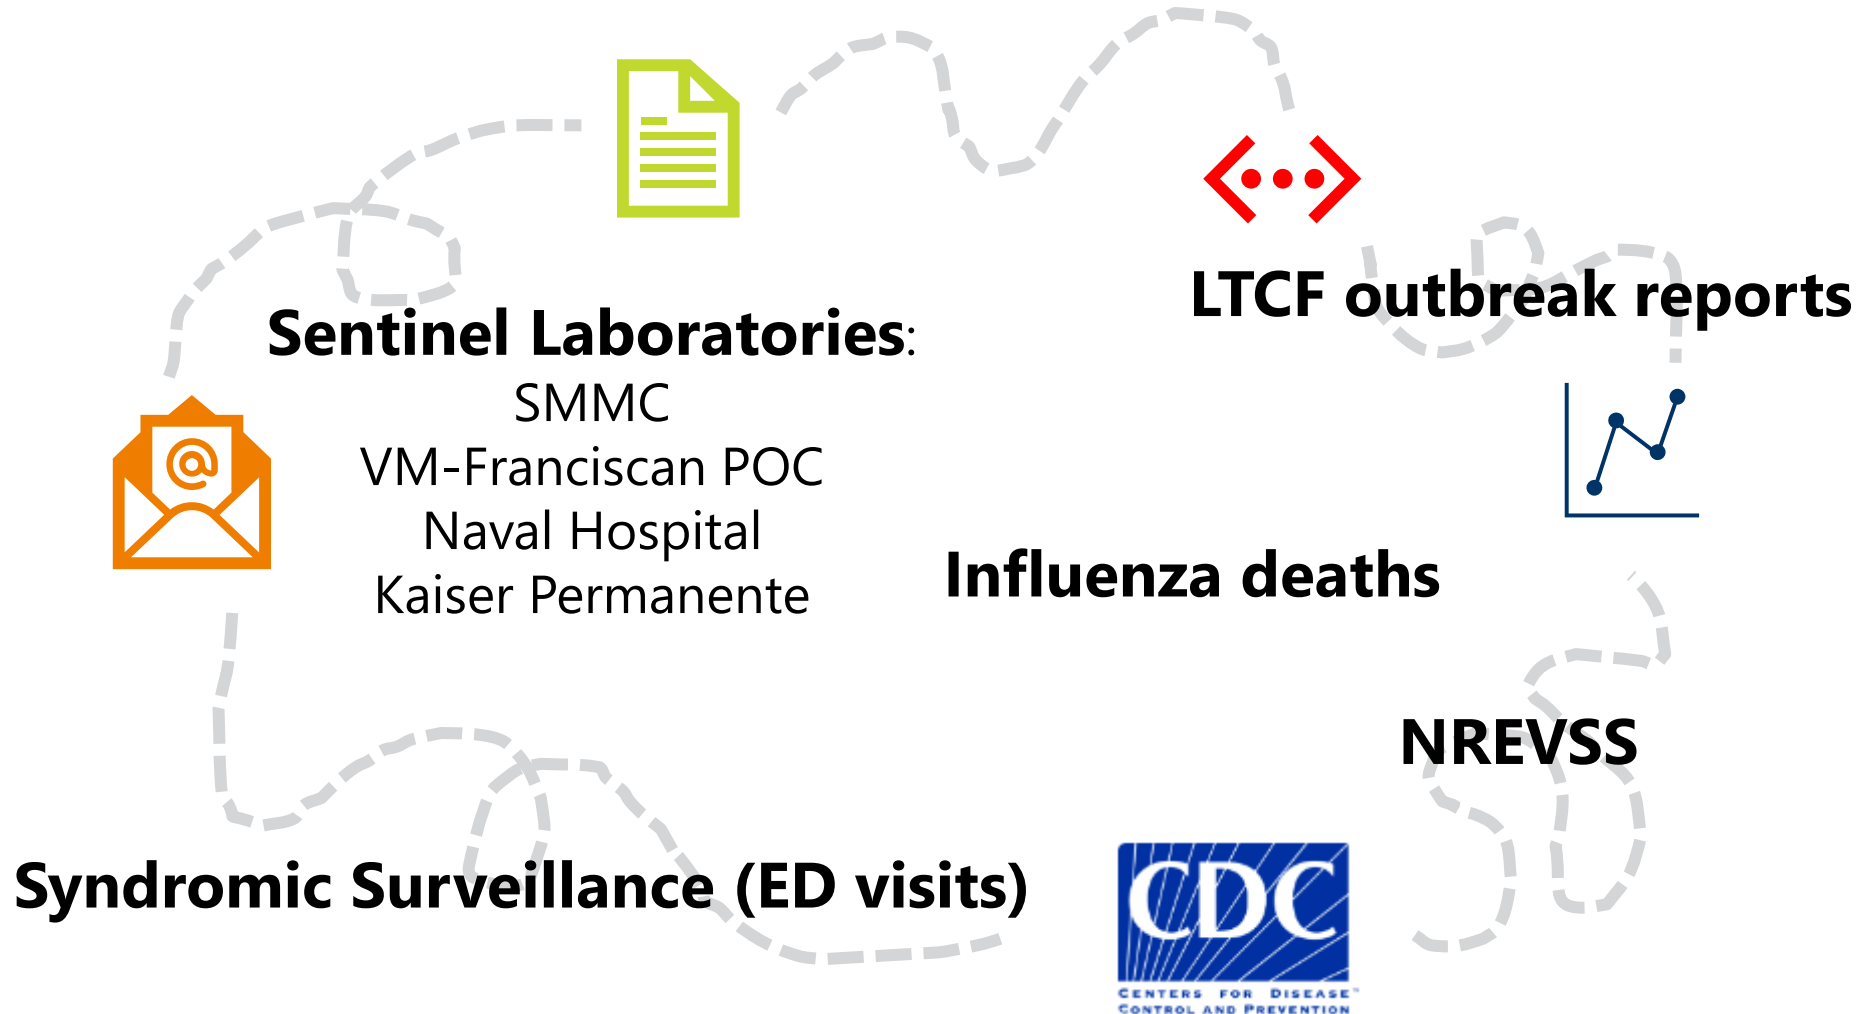 LTCF outbreak reports
Sentinel Laboratories:
SMMC
VM-Franciscan POC
Naval Hospital
Kaiser Permanente
@
Influenza deaths
NREVSS
Syndromic Surveillance (ED visits)
CDC
CENTERS FOR DISEASE™
CONTROL AND PREVENTION